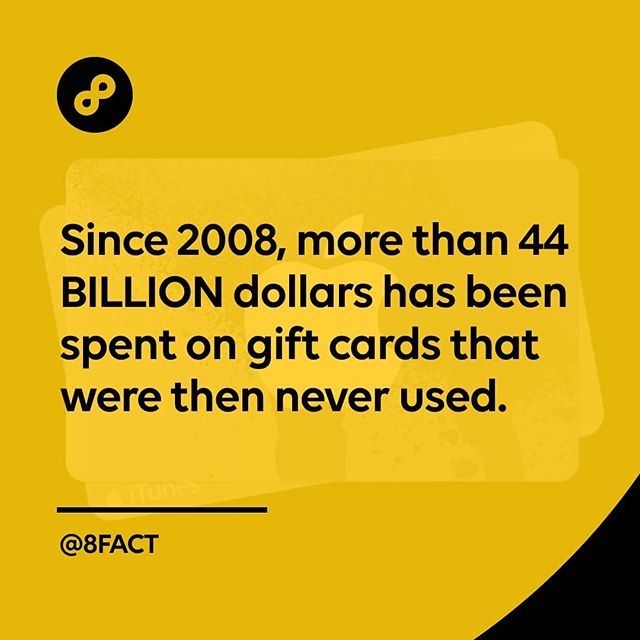 Since 2008, more than 44
BILLION dollars has been
spent on gift cards that
were then never used.
iTunes
@8FACT